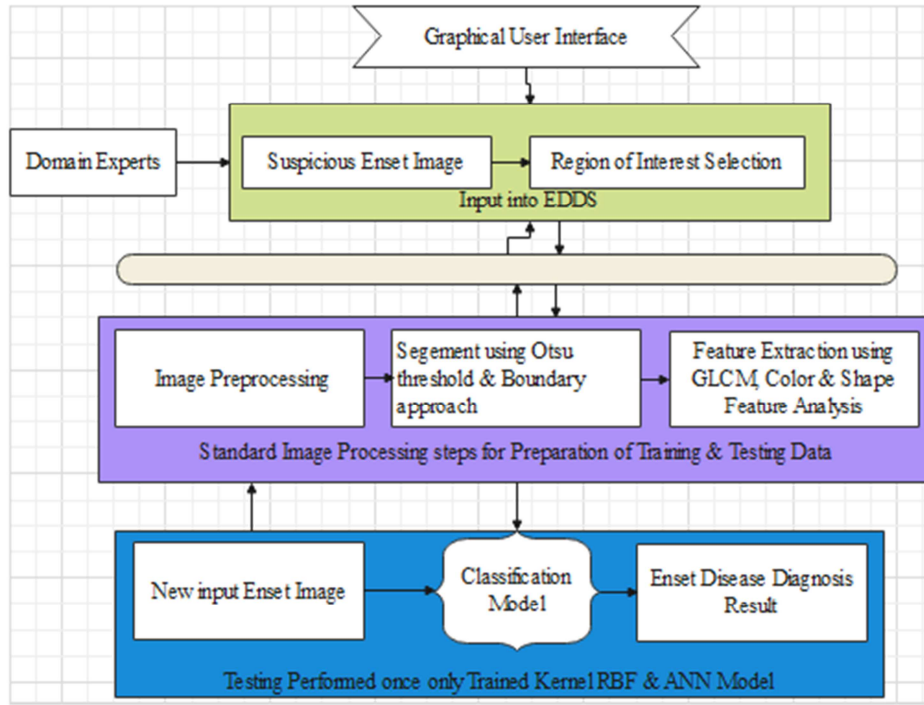 Graphical User Interface
Domain Experts
Suspicious Enset Image
Region of Interest Selection
Input into EDDS
Image Preprocessing
Segement using Otsu
threshold & Boundary
approach
Feature Extraction using
GLCM, Color & Shape
Feature Analysis
Standard Image Processing steps for Preparation of Training & Testing Data
New input Enset Image
Classification
Model
Enset Disease Diagnosis
Result
Testing Performed once only Trained Kernel RBF & ANN Model